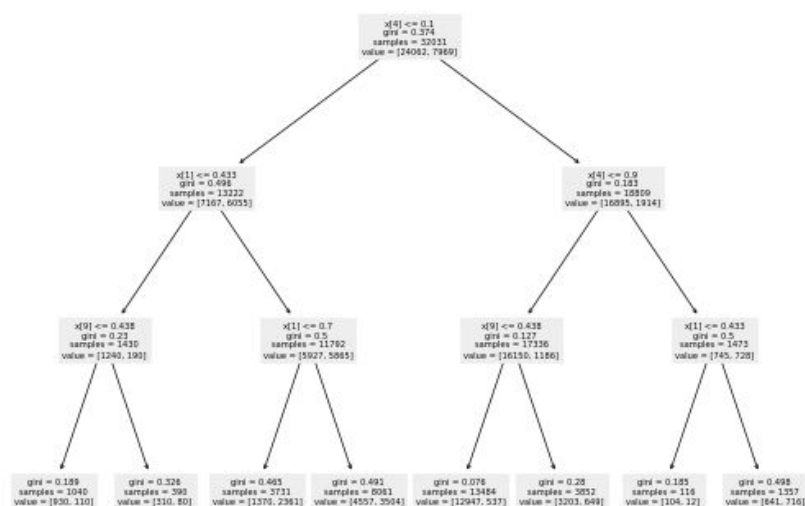 x[4] <= 0.1
gini = 0.374
samples = 32031
value = [24062, 7969]
x[1] <= 0.433
gini = 0.496
samples = 13222
value = [7167, 6055]
x[4] <= 0.9
gini = 0.183
samples = 18809
value = [16895, 1914]
x[9] <= 0.438
gini = 0.23
samples = 1430
value = [1240, 190]
x[1] <= 0.7
gini = 0.5
samples = 11792
value = [5927, 5865]
x[9] <= 0.438
gini = 0.127
samples = 17336
value = [16150, 1186]
x[1] <= 0.433
gini = 0.5
samples = 1473
value = [745, 728]
gini = 0.189
samples = 1040
value = [930, 110]
gini = 0.326
samples = 390
value = [310, 80]
gini = 0.465
samples = 3731
value = [1370, 2361]
gini = 0.491
samples = 8061
value = [4557, 3504]
gini = 0.076
samples = 13484
value = [12947, 537]
gini = 0.28
samples = 3852
value = [3203, 649]
gini = 0.185
samples = 116
value = [104, 12]
gini = 0.498
samples = 1357
value = [641, 716]